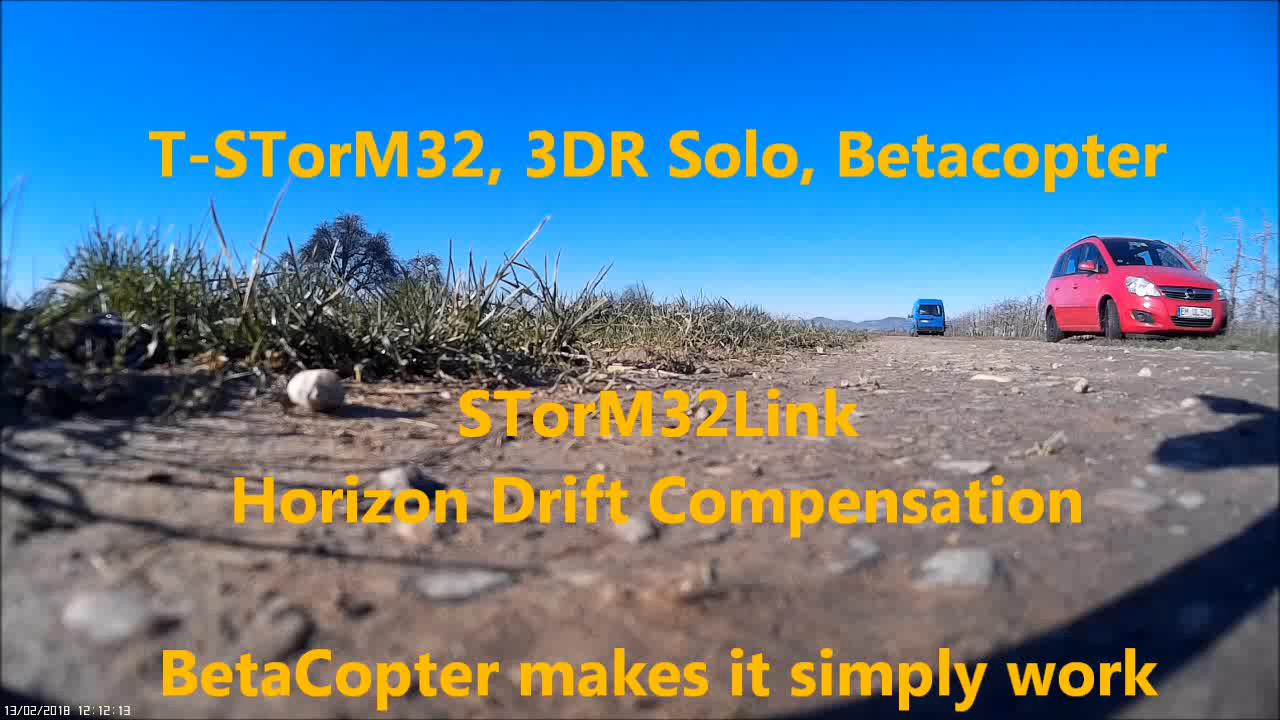 T-STorM32, 3DR Solo, Betacopter
STorM32Link
Horizon Drift Compensation
BetaCopter makes it simply work
13/02/2018 12:12:13